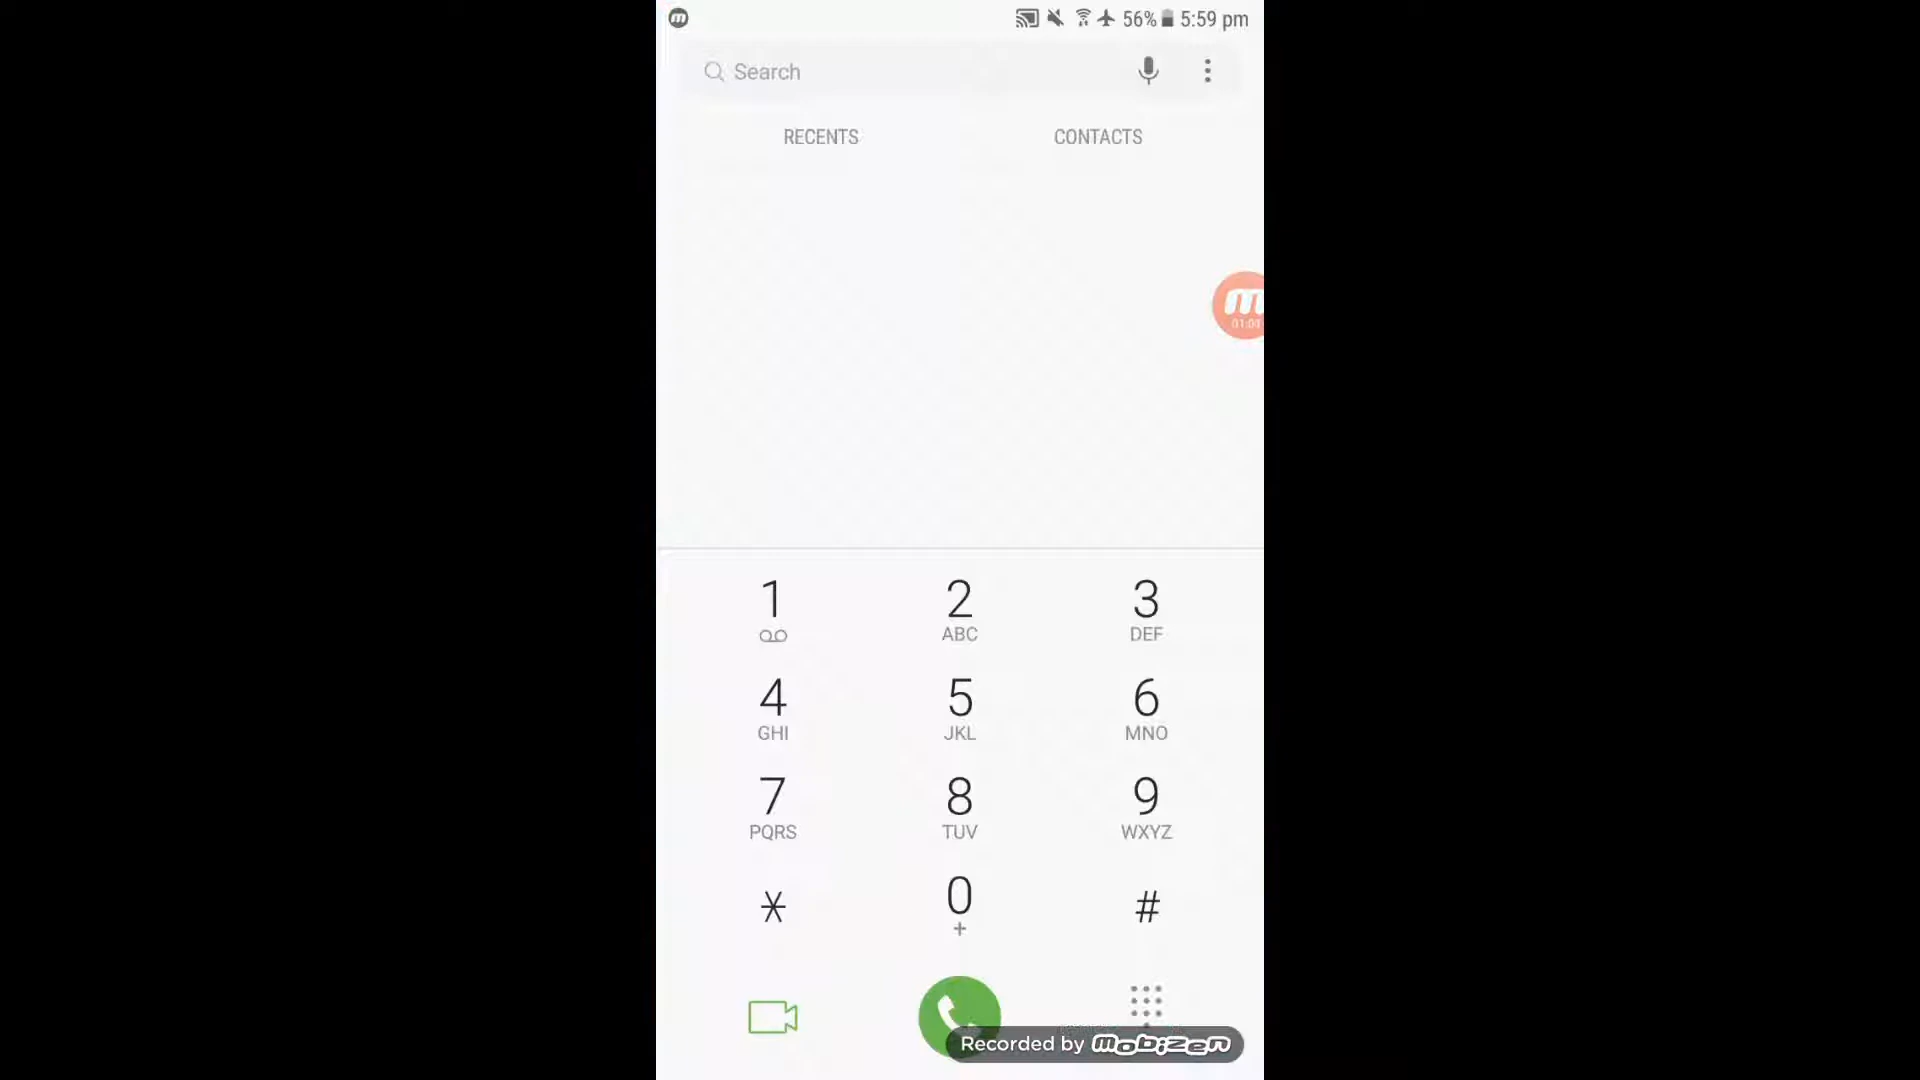 56% 5:59 pm
Search
RECENTS CONTACTS
m
1 2 3
ABC DEF
4 5 6
GHI JKL MNO
7 8 9
PQRS TUV WXYZ
* 0 #
+
Recorded by mobizen